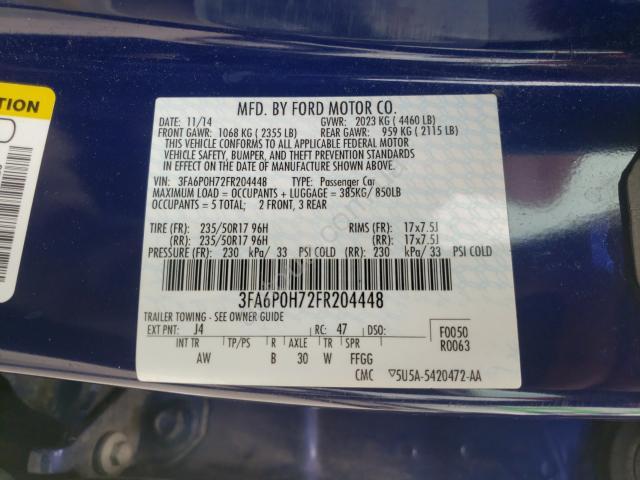 TION
MFD. BY FORD MOTOR CO.
DATE: 11/14 GVWR: 2023 KG ( 4460 LB)
FRONT GAWR: 1068 KG ( 2355 LB) REAR GAWR: 959 KG ( 2115 LB)
THIS VEHICLE CONFORMS TO ALL APPLICABLE FEDERAL MOTOR
VEHICLE SAFETY, BUMPER, AND THEFT PREVENTION STANDARDS
IN EFFECT ON THE DATE OF MANUFACTURE SHOWN ABOVE.
VIN: 3FA6P0H72FR204448 TYPE: Passenger Car
MAXIMUM LOAD = OCCUPANTS + LUGGAGE = 385KG/850LB
OCCUPANTS = 5 TOTAL; 2 FRONT, 3 REAR
TIRE (FR): 235/50R17 96H RIMS (FR): 17x7.5J
(RR): 235/50R17 96H (RR): 17x7.5J
PRESSURE (FR): 230 kPa/ 33 PSI COLD (RR): 230 kPa/ 33 PSI COLD
3FA6P0H72FR204448
TRAILER TOWING - SEE OWNER GUIDE
EXT PNT: J4 RC: 47 DSO: F0050
R0063
INT TR TP/PS R AXLE TR SPR
AW B 30 W FFGG
CMC 5U5A-5420472-AA